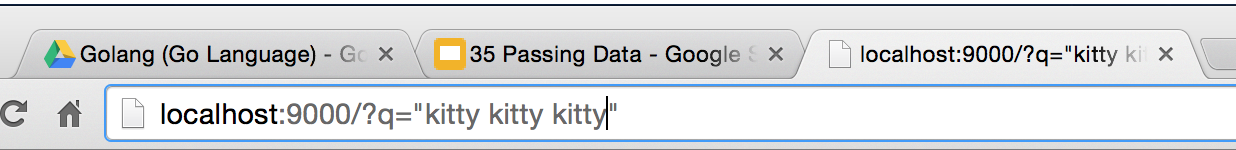 Golang (Go Language) - Go
35 Passing Data - Google S
localhost:9000/?q="kitty ki
localhost:9000/?q="kitty kitty kitty"